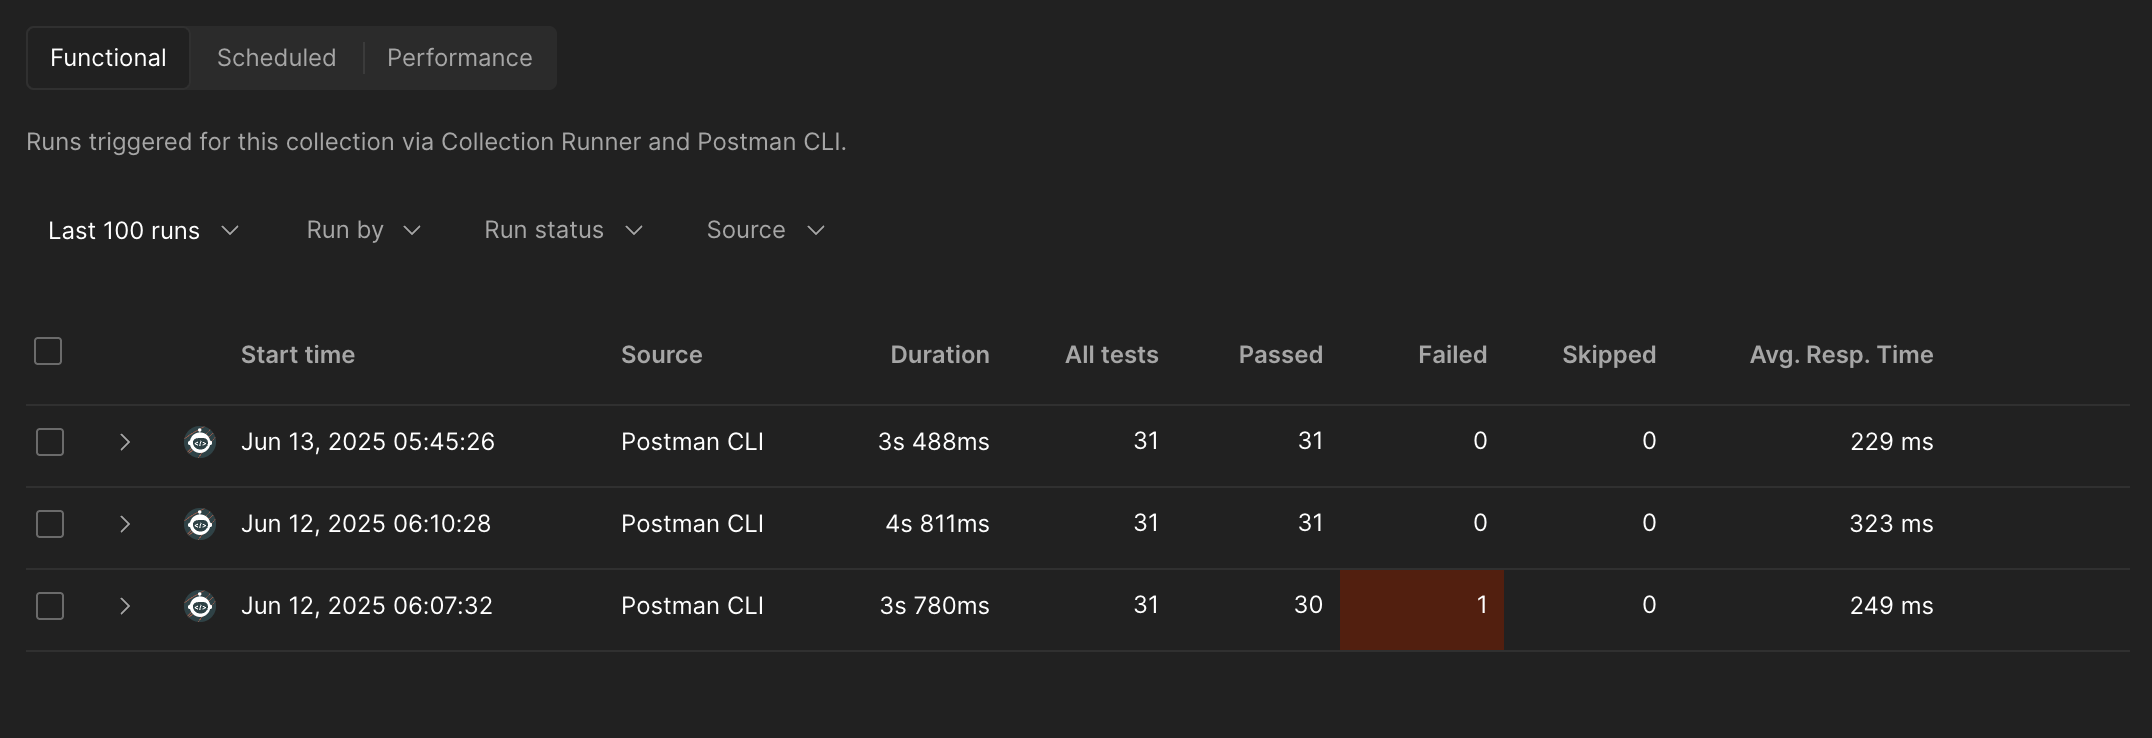 Functional Scheduled Performance
Runs triggered for this collection via Collection Runner and Postman CLI.
Last 100 runs Run by Run status Source
Start time Source Duration All tests Passed Failed Skipped Avg. Resp. Time
Jun 13, 2025 05:45:26 Postman CLI 3s 488ms 31 31 0 0 229 ms
Jun 12, 2025 06:10:28 Postman CLI 4s 811ms 31 31 0 0 323 ms
Jun 12, 2025 06:07:32 Postman CLI 3s 780ms 31 30 1 0 249 ms